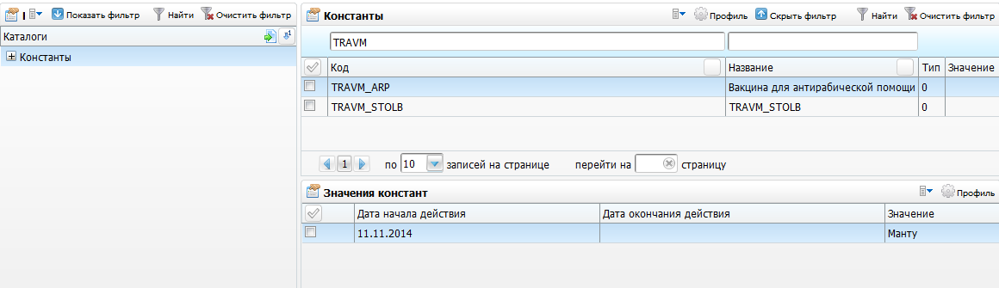 I Показать фильтр Найти Очистить фильтр
Каталоги
Константы
Константы Профиль Скрыть фильтр Найти Очистить фильтр
TRAVM
Код Название Тип Значение
TRAVM_ARP Вакцина для антирабической помощи 0
TRAVM_STOLB TRAVM_STOLB 0
1 по 10 записей на странице перейти на страницу
Значения констант Профиль
Дата начала действия Дата окончания действия Значение
11.11.2014 Манту